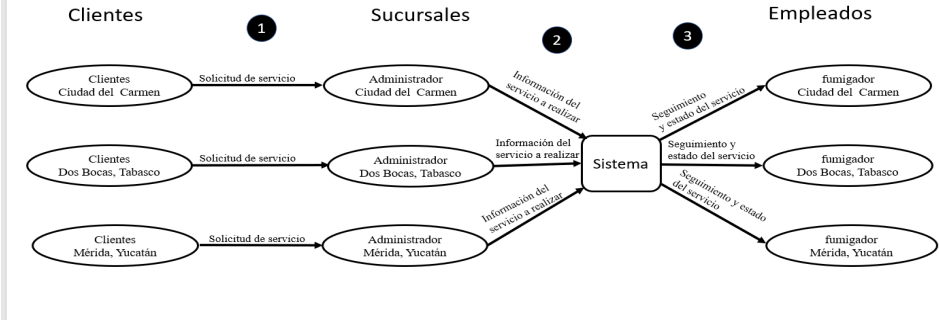 Clientes
Sucursales
Empleados
1
2
3
Clientes
Ciudad del Carmen
Solicitud de servicio
Administrador
Ciudad del Carmen
Información del
servicio a realizar
Seguimiento
y estado del servicio
fumigador
Ciudad del Carmen
Clientes
Dos Bocas, Tabasco
Solicitud de servicio
Administrador
Dos Bocas, Tabasco
Información del
servicio a realizar
Sistema
Seguimiento y
estado del servicio
fumigador
Dos Bocas, Tabasco
Clientes
Mérida, Yucatán
Solicitud de servicio
Administrador
Mérida, Yucatán
Información del
servicio a realizar
Seguimiento y estado
del servicio
fumigador
Mérida, Yucatán